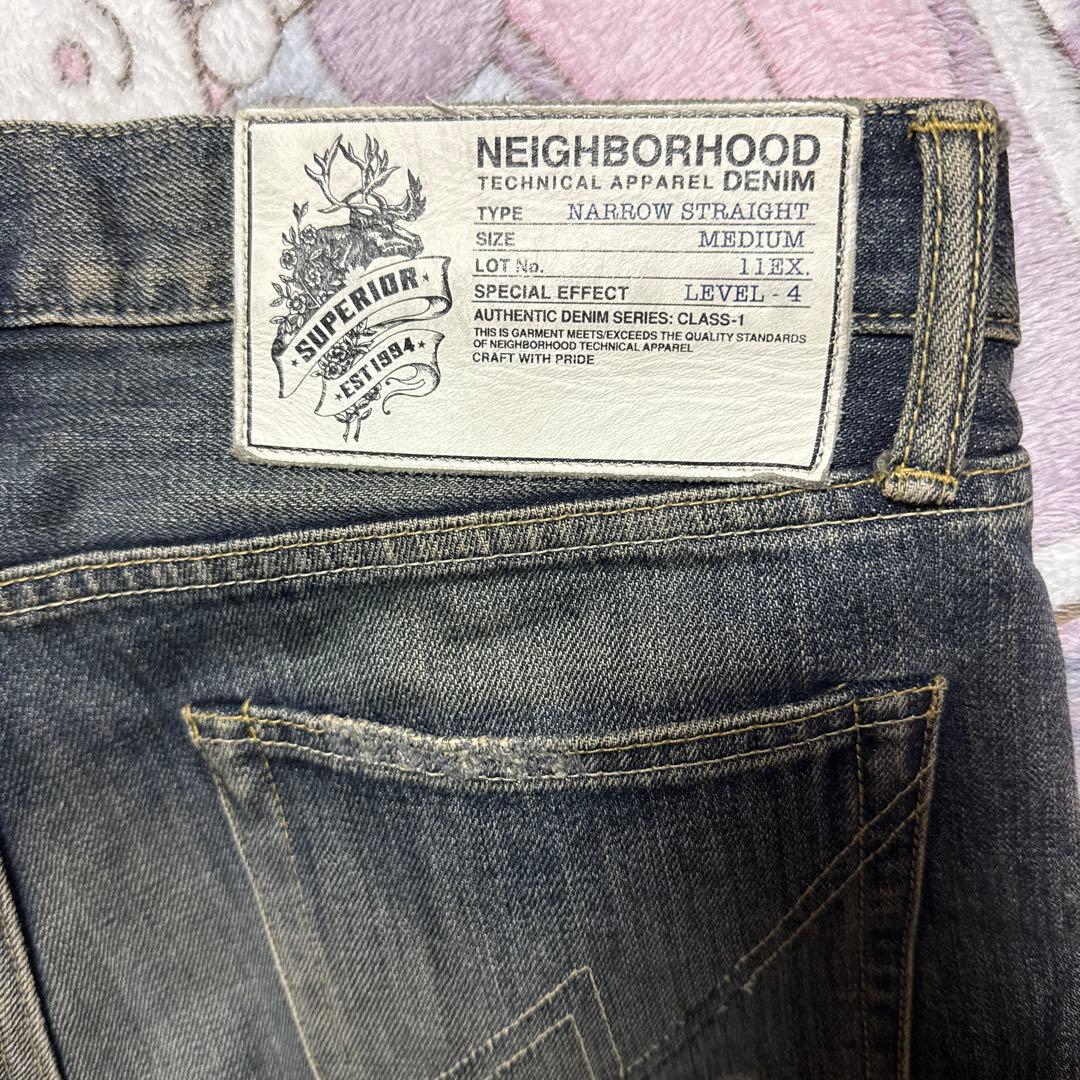 NEIGHBORHOOD
TECHNICAL APPAREL DENIM
TYPE NARROW STRAIGHT
SIZE MEDIUM
LOT No. 11EX.
SPECIAL EFFECT LEVEL - 4
AUTHENTIC DENIM SERIES: CLASS-1
THIS IS GARMENT MEETS/EXCEEDS THE QUALITY STANDARDS
OF NEIGHBORHOOD TECHNICAL APPAREL
CRAFT WITH PRIDE
SUPERIOR
EST 1994